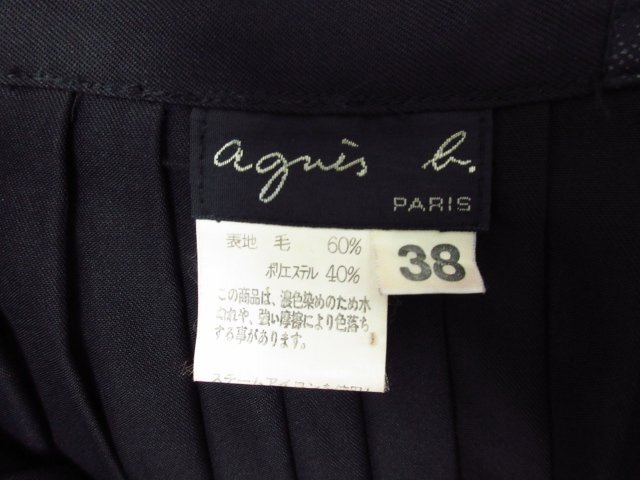 agnès b.
PARIS
表地 毛 60%
ポリエステル 40%
38
この商品は、濃色染めのため水
ぬれや、強い摩擦により色落ち
する事があります。